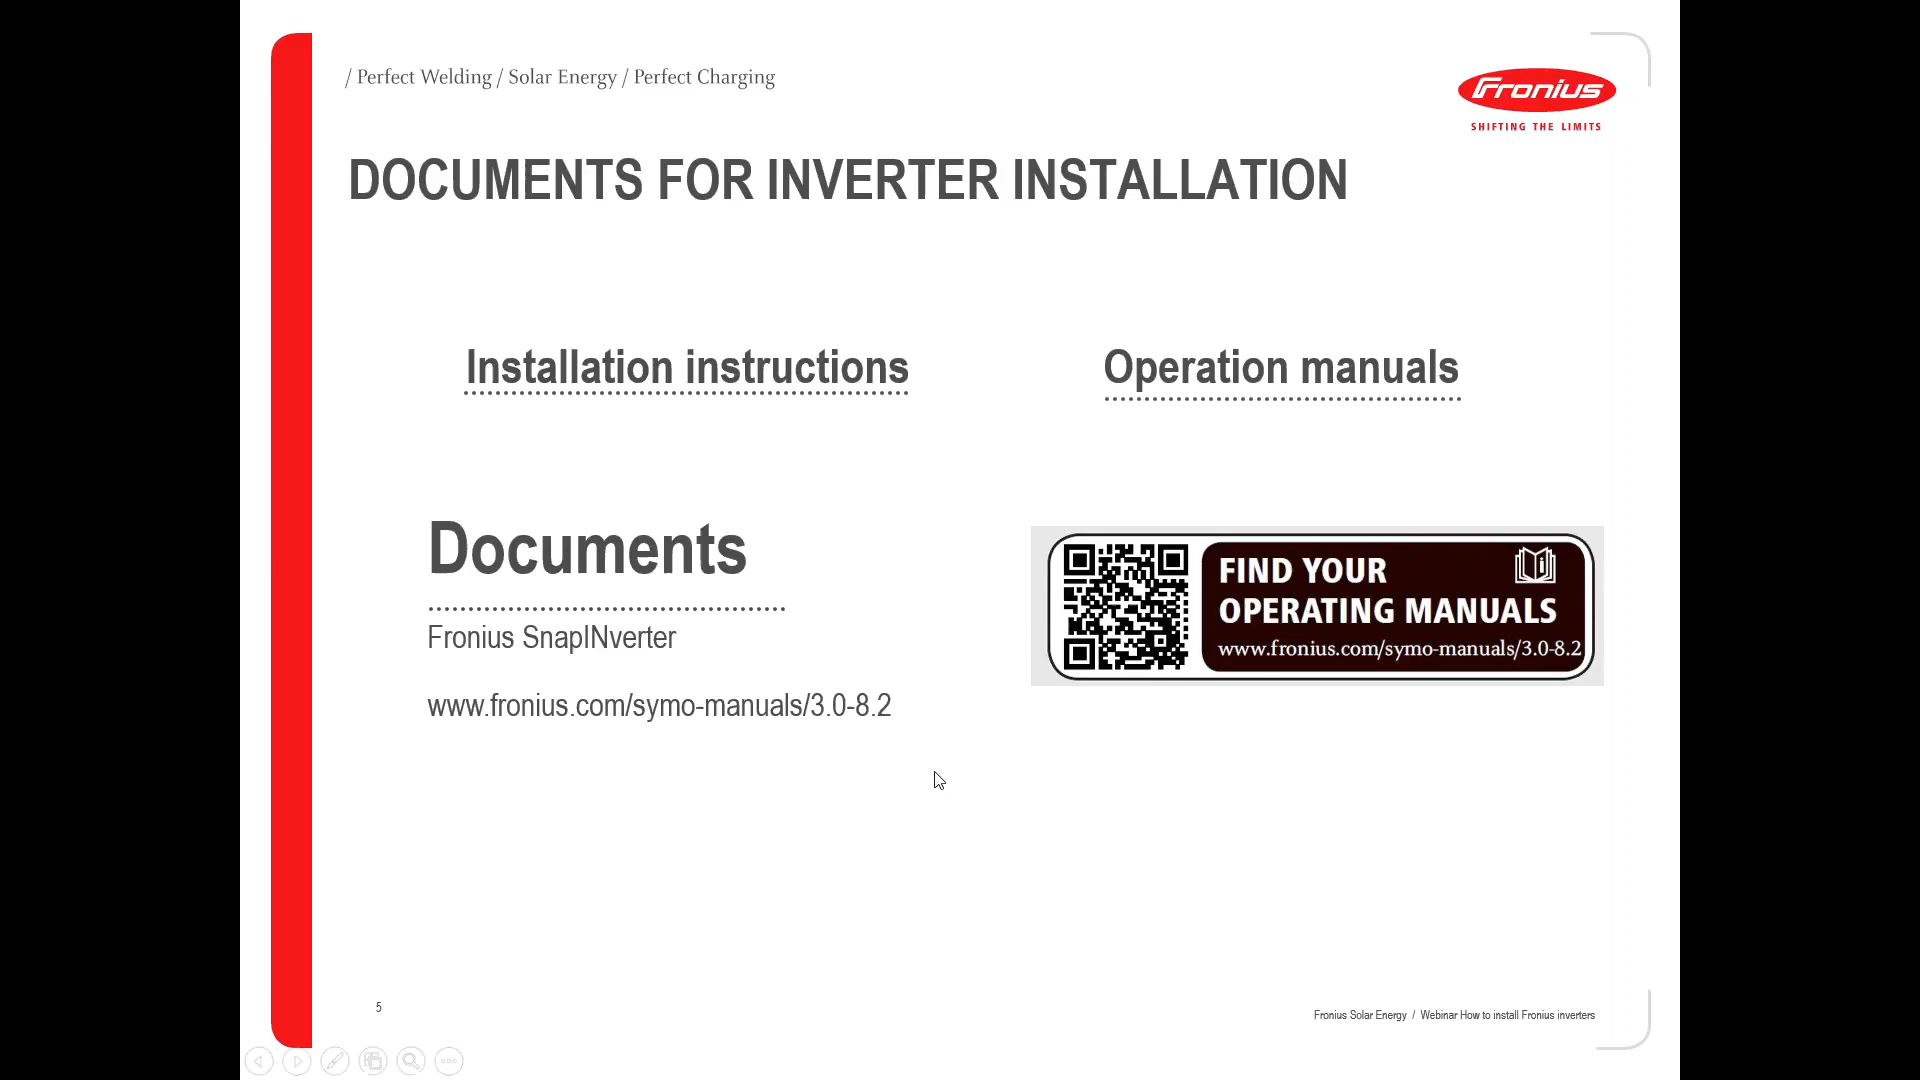 / Perfect Welding / Solar Energy / Perfect Charging
Fronius
SHIFTING THE LIMITS
DOCUMENTS FOR INVERTER INSTALLATION
Installation instructions
Operation manuals
Documents
Fronius SnapINverter
www.fronius.com/symo-manuals/3.0-8.2
FIND YOUR
OPERATING MANUALS
www.fronius.com/symo-manuals/3.0-8.2
5
Fronius Solar Energy / Webinar How to install Fronius inverters